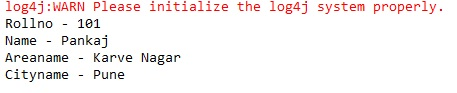 log4j:WARN Please initialize the log4j system properly.
Rollno - 101
Name - Pankaj
Areaname - Karve Nagar
Cityname - Pune